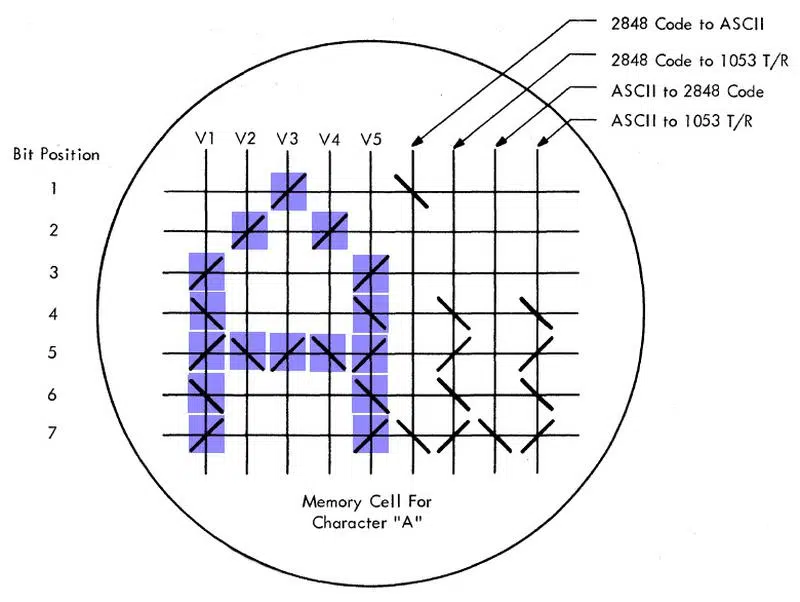 2848 Code to ASCII
2848 Code to 1053 T/R
ASCII to 2848 Code
ASCII to 1053 T/R
V1 V2 V3 V4 V5
Bit Position
1
2
3
4
5
6
7
Memory Cell For
Character "A"